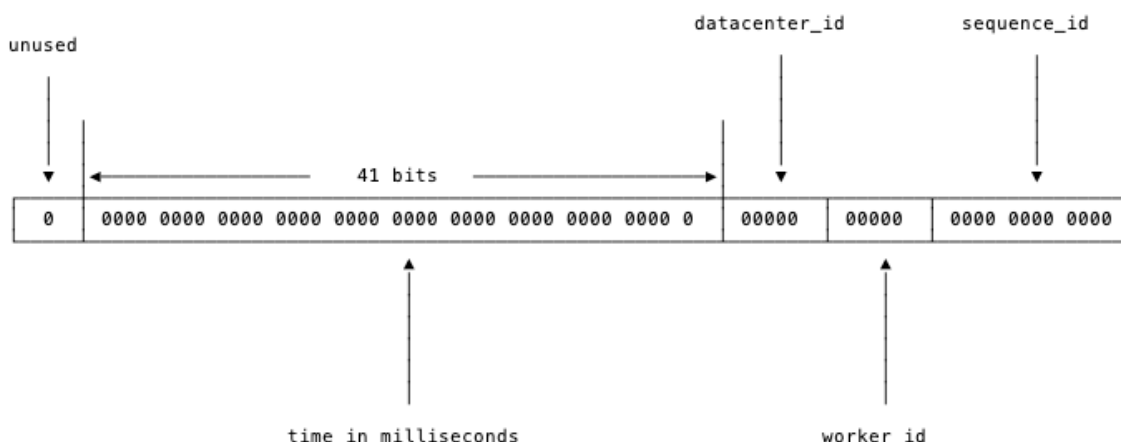 datacenter_id sequence_id
unused
41 bits
0 0000 0000 0000 0000 0000 0000 0000 0000 0000 0000 0 00000 00000 0000 0000 0000
time in milliseconds worker id